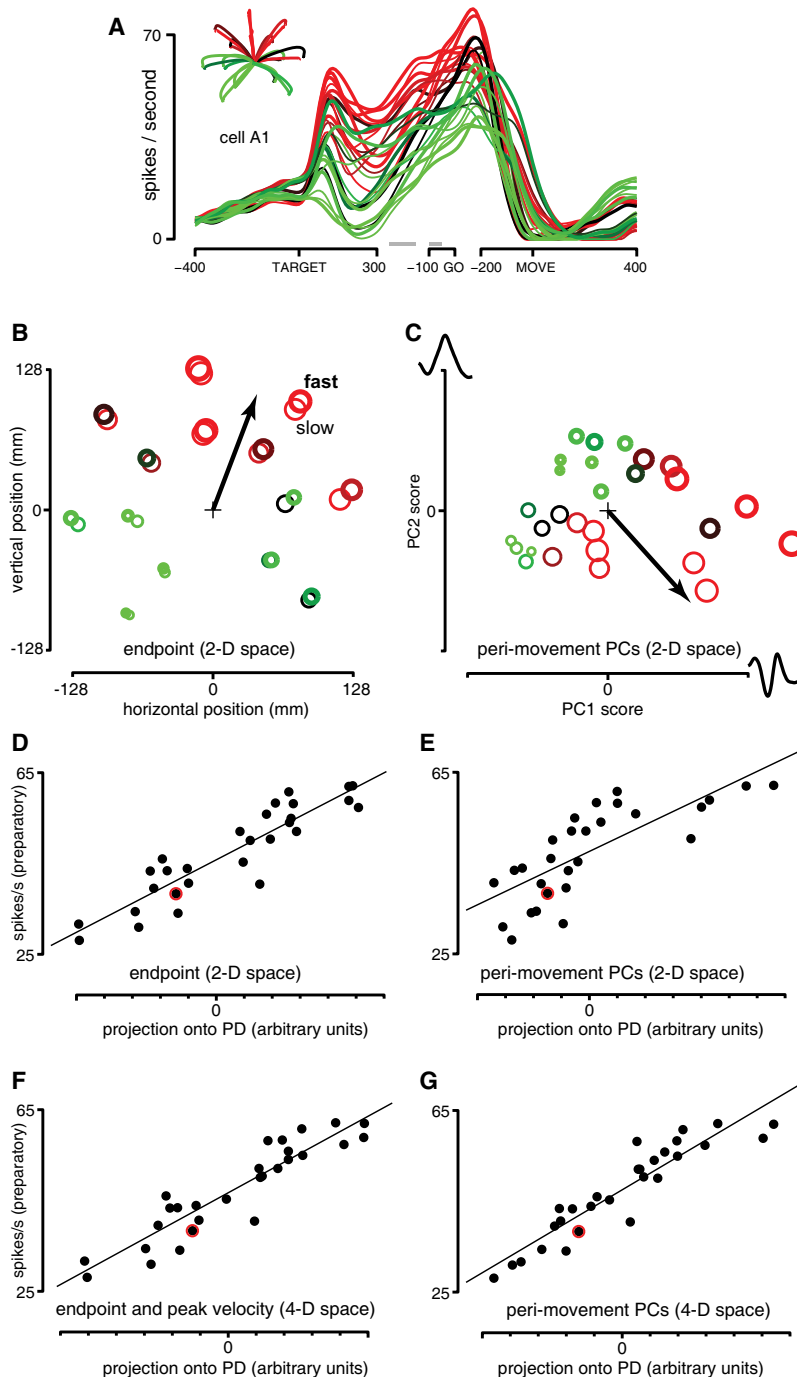 A
70
spikes / second
cell A1
0
−400
TARGET
300
−100
GO
−200
MOVE
400
B
128
fast
slow
vertical position (mm)
0
-128
endpoint (2-D space)
-128
0
128
horizontal position (mm)
C
PC2 score
0
peri-movement PCs (2-D space)
0
PC1 score
D
65
spikes/s (preparatory)
25
endpoint (2-D space)
0
projection onto PD (arbitrary units)
E
65
25
peri-movement PCs (2-D space)
0
projection onto PD (arbitrary units)
F
65
spikes/s (preparatory)
25
endpoint and peak velocity (4-D space)
0
projection onto PD (arbitrary units)
G
65
25
peri-movement PCs (4-D space)
0
projection onto PD (arbitrary units)